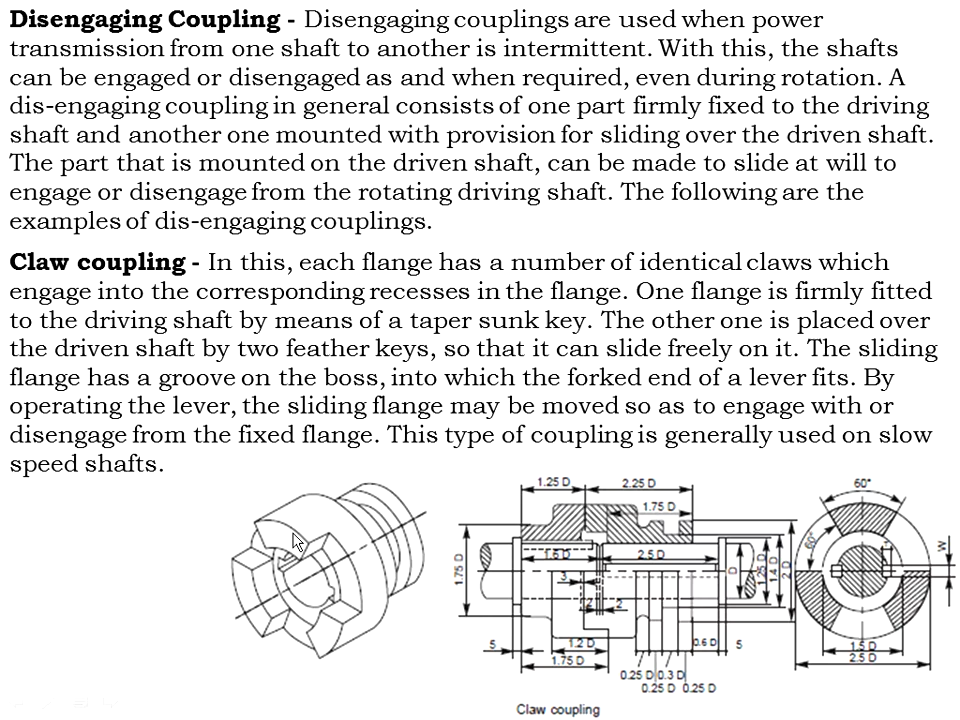 Disengaging Coupling - Disengaging couplings are used when power
transmission from one shaft to another is intermittent. With this, the shafts
can be engaged or disengaged as and when required, even during rotation. A
dis-engaging coupling in general consists of one part firmly fixed to the driving
shaft and another one mounted with provision for sliding over the driven shaft.
The part that is mounted on the driven shaft, can be made to slide at will to
engage or disengage from the rotating driving shaft. The following are the
examples of dis-engaging couplings.
Claw coupling - In this, each flange has a number of identical claws which
engage into the corresponding recesses in the flange. One flange is firmly fitted
to the driving shaft by means of a taper sunk key. The other one is placed over
the driven shaft by two feather keys, so that it can slide freely on it. The sliding
flange has a groove on the boss, into which the forked end of a lever fits. By
operating the lever, the sliding flange may be moved so as to engage with or
disengage from the fixed flange. This type of coupling is generally used on slow
speed shafts.
1.25 D 2.25 D 60°
1.75 D
60°
1.75 D 1.6 D 2.5 D D 1.25 D 1.4 D 2 D W
3
2
5 1.2 D 0.6 D 5 1.5 D
1.75 D 2.5 D
0.25 D 0.3 D
0.25 D 0.25 D
Claw coupling